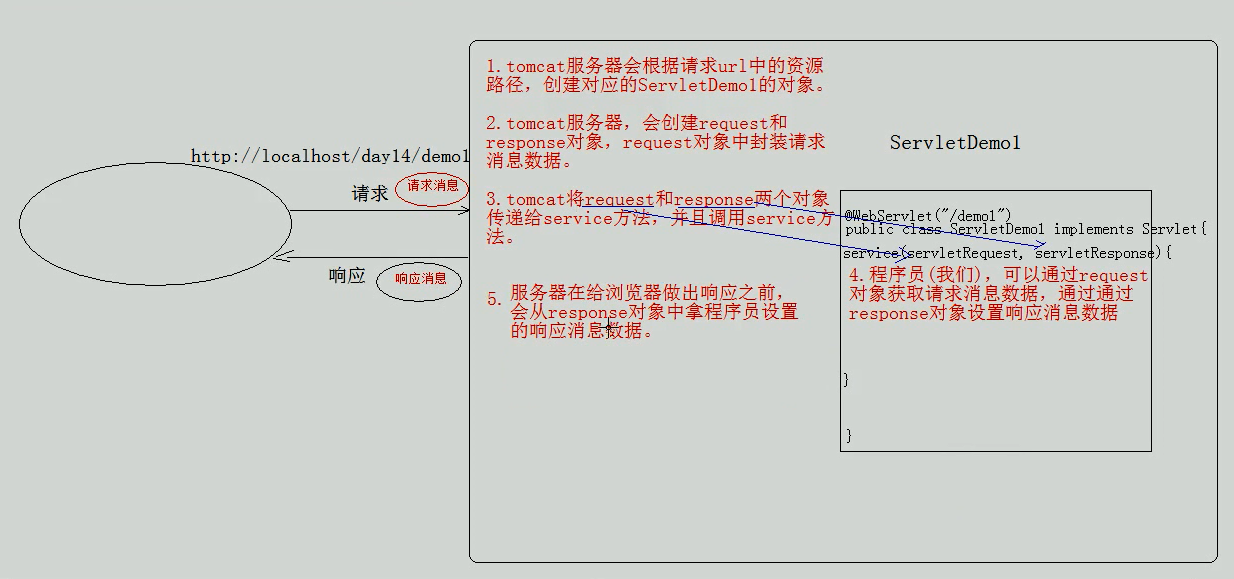 http://localhost/day14/demo1
请求
请求消息
响应
响应消息
1.tomcat服务器会根据请求url中的资源
路径，创建对应的ServletDemo1的对象。
2.tomcat服务器，会创建request和
response对象，request对象中封装请求
消息数据。
3.tomcat将request和response两个对象
传递给service方法，并且调用service方
法。
5.服务器在给浏览器做出响应之前，
会从response对象中拿程序员设置
的响应消息数据。
ServletDemo1
@WebServlet("/demo1")
public class ServletDemo1 implements Servlet{
service(servletRequest, servletResponse){
4.程序员(我们)，可以通过request
对象获取请求消息数据，通过通过
response对象设置响应消息数据
}
}